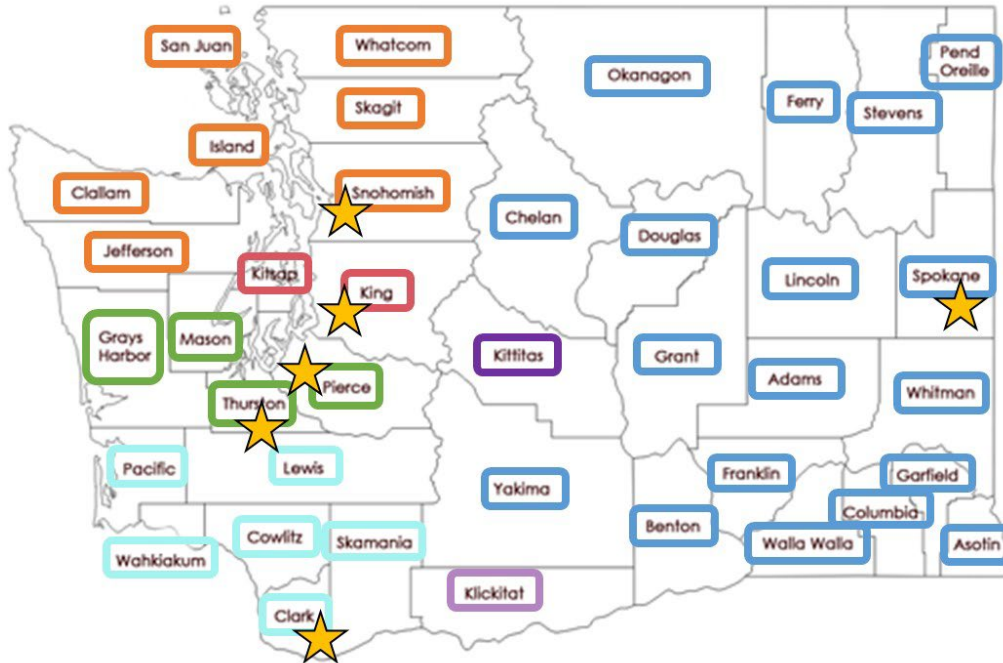 San Juan
Whatcom
Okanagon
Pend
Oreille
Ferry
Stevens
Skagit
Island
Clallam
Snohomish
Chelan
Douglas
Jefferson
Kitsap
King
Lincoln
Spokane
Grays
Harbor
Mason
Kittitas
Grant
Adams
Whitman
Pierce
Thurston
Pacific
Lewis
Yakima
Franklin
Garfield
Columbia
Benton
Walla Walla
Asotin
Wahkiakum
Cowlitz
Skamania
Klickitat
Clark